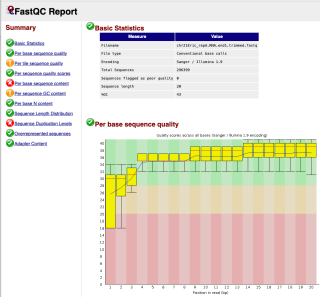 FastQC Report
Summary
Basic Statistics
Per base sequence quality
Per tile sequence quality
Per sequence quality scores
Per base sequence content
Per sequence GC content
Per base N content
Sequence Length Distribution
Sequence Duplication Levels
Overrepresented sequences
Adapter Content
Basic Statistics
Measure Value
Filename
File type Conventional base calls
Encoding Sanger / Illumina 1.9
Total Sequences
Sequences flagged as poor quality 0
Sequence length 20
%GC 43
Per base sequence quality
Quality scores across all bases (Sanger / Illumina 1.9 encoding)
40
38
36
34
32
30
28
26
24
22
20
18
16
14
12
10
8
6
4
2
0
1 2 3 4 5 6 7 8 9 10 11 12 13 14 15 16 17 18 19 20
Position in read (bp)